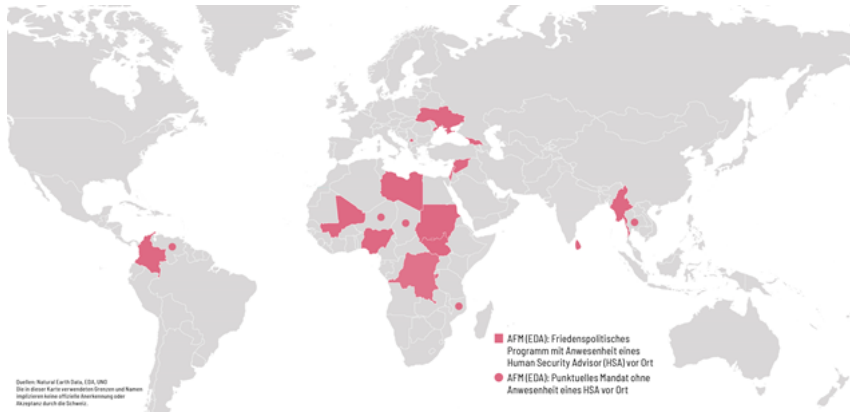 AFM (EDA): Friedenspolitisches
Programm mit Anwesenheit eines
Human Security Advisor (HSA) vor Ort
AFM (EDA): Punktuelles Mandat ohne
Anwesenheit eines HSA vor Ort
Quellen: Natural Earth Data, EDA, UNO
Die in dieser Karte verwendeten Grenzen und Namen
implizieren keine offizielle Anerkennung oder
Akzeptanz durch die Schweiz.